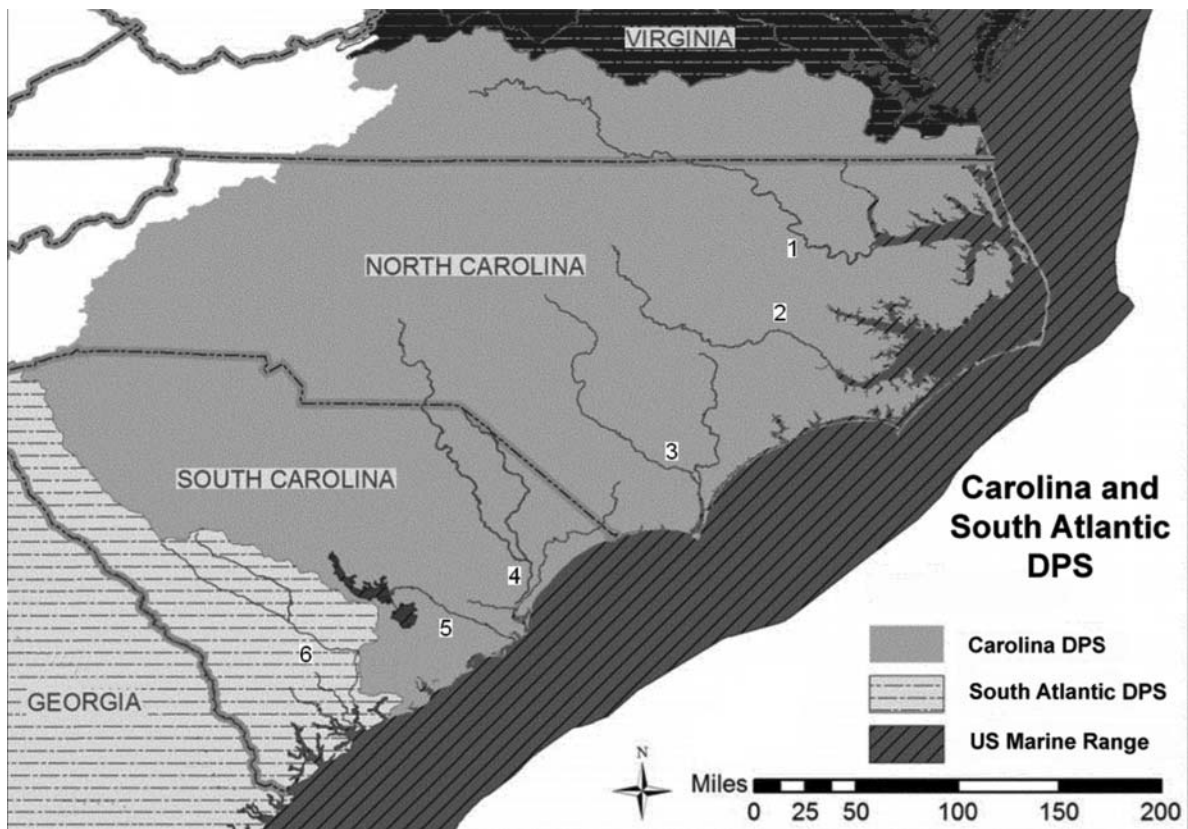 VIRGINIA
1
NORTH CAROLINA
2
3
SOUTH CAROLINA
4
5
6
GEORGIA
Carolina and
South Atlantic
DPS
Carolina DPS
South Atlantic DPS
US Marine Range
N
Miles
0 25 50 100 150 200